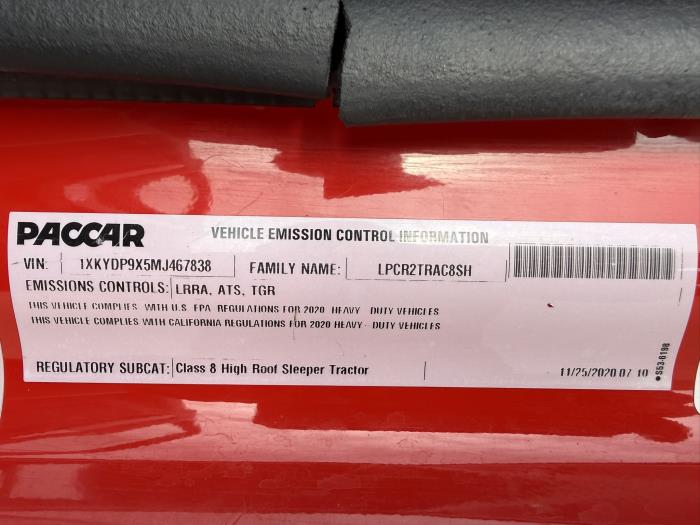 PACCAR VEHICLE EMISSION CONTROL INFORMATION
VIN: 1XKYDP9X5MJ467838 FAMILY NAME: LPCR2TRAC8SH
EMISSIONS CONTROLS: LRRA, ATS, TGR
THIS VEHICLE COMPLIES WITH U.S. EPA REGULATIONS FOR 2020 HEAVY - DUTY VEHICLES
THIS VEHICLE COMPLIES WITH CALIFORNIA REGULATIONS FOR 2020 HEAVY - DUTY VEHICLES
REGULATORY SUBCAT: Class 8 High Roof Sleeper Tractor 11/25/2020 07 10
S53-6198